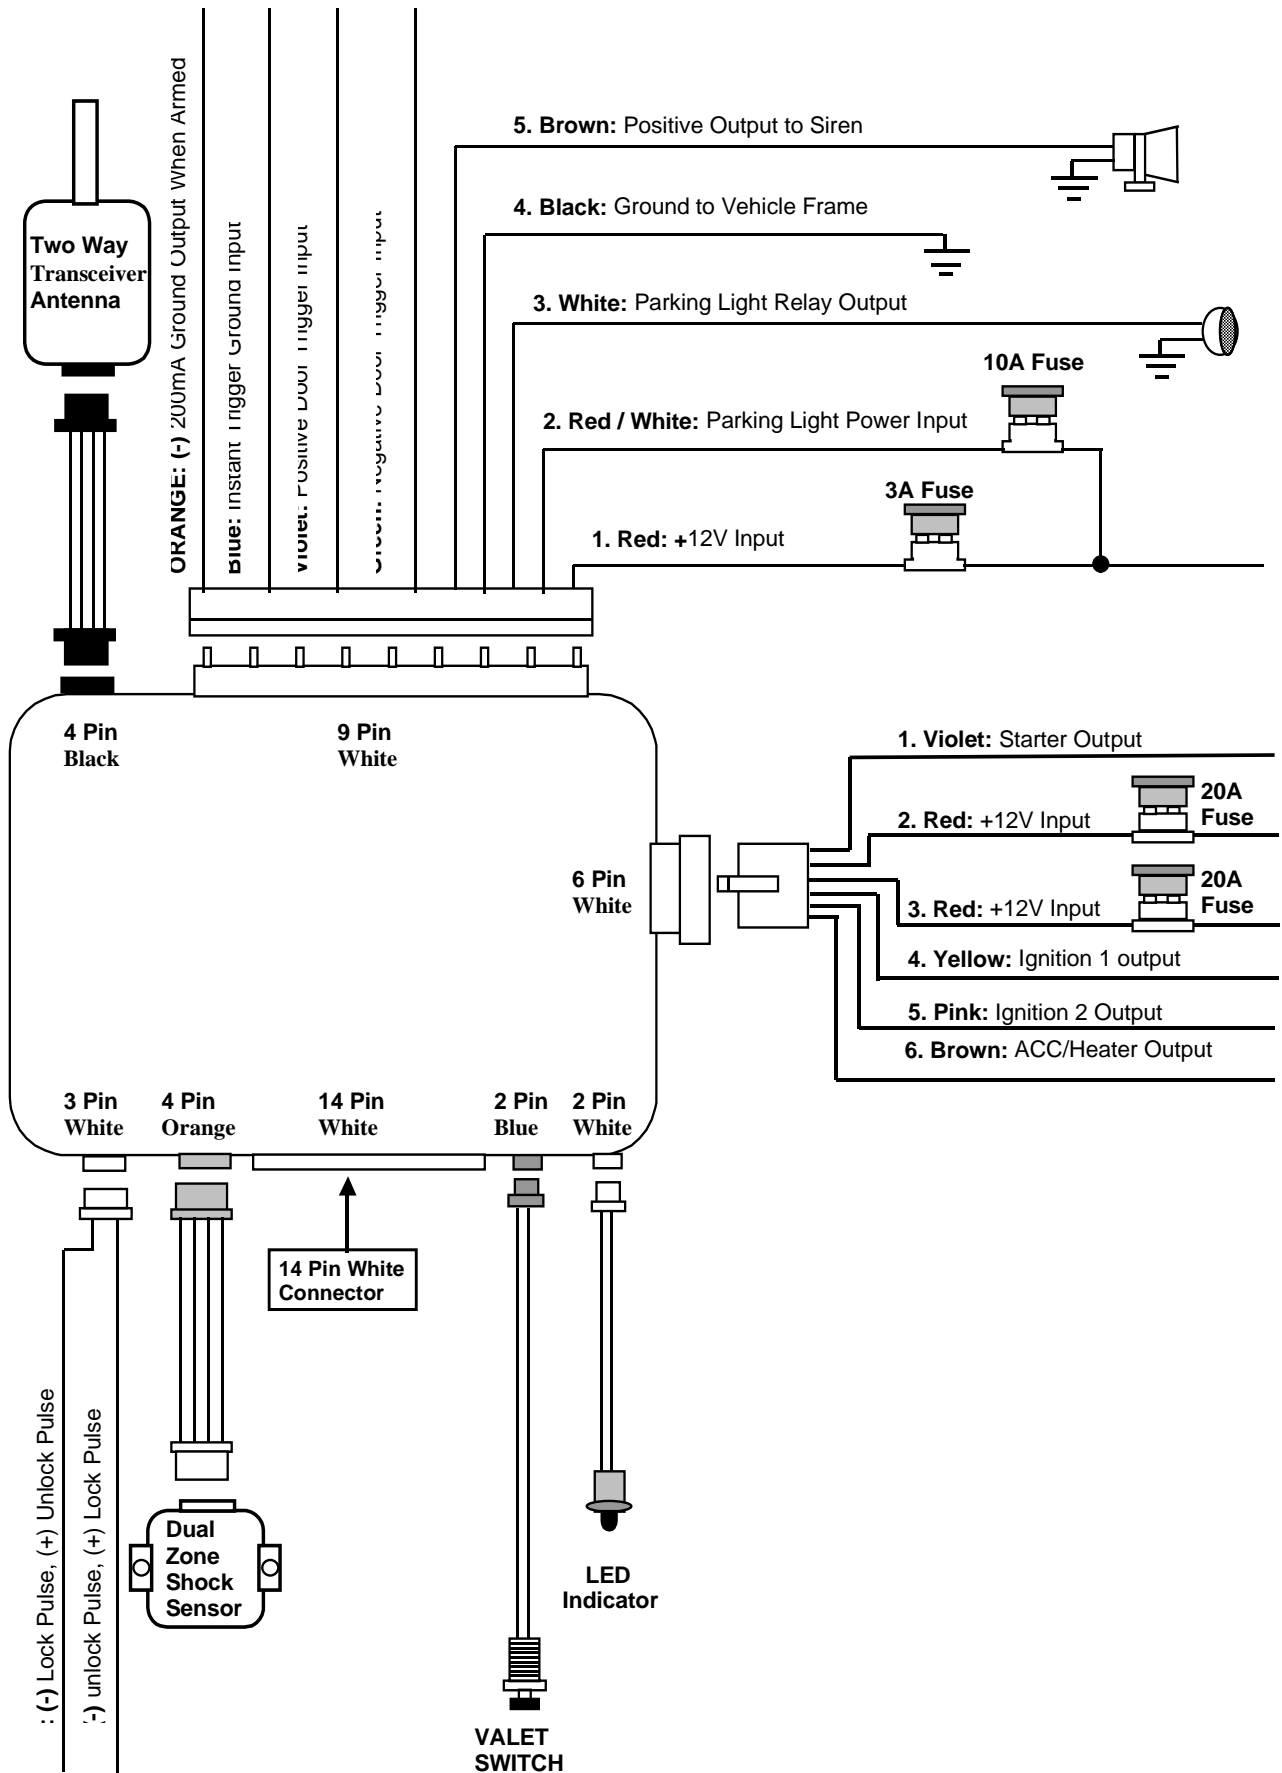 5. Brown: Positive Output to Siren
4. Black: Ground to Vehicle Frame
3. White: Parking Light Relay Output
10A Fuse
2. Red / White: Parking Light Power Input
3A Fuse
1. Red: +12V Input
ORANGE: (-) 200mA Ground Output When Armed
Blue: Instant Trigger Ground Input
Violet: Positive Door Trigger Input
Green: Negative Door Trigger Input
Two Way
Transceiver
Antenna
4 Pin
Black
9 Pin
White
6 Pin
White
1. Violet: Starter Output
2. Red: +12V Input
20A
Fuse
3. Red: +12V Input
20A
Fuse
4. Yellow: Ignition 1 output
5. Pink: Ignition 2 Output
6. Brown: ACC/Heater Output
3 Pin
White
4 Pin
Orange
14 Pin
White
2 Pin
Blue
2 Pin
White
14 Pin White
Connector
: (-) Lock Pulse, (+) Unlock Pulse
(-) unlock Pulse, (+) Lock Pulse
Dual
Zone
Shock
Sensor
LED
Indicator
VALET
SWITCH